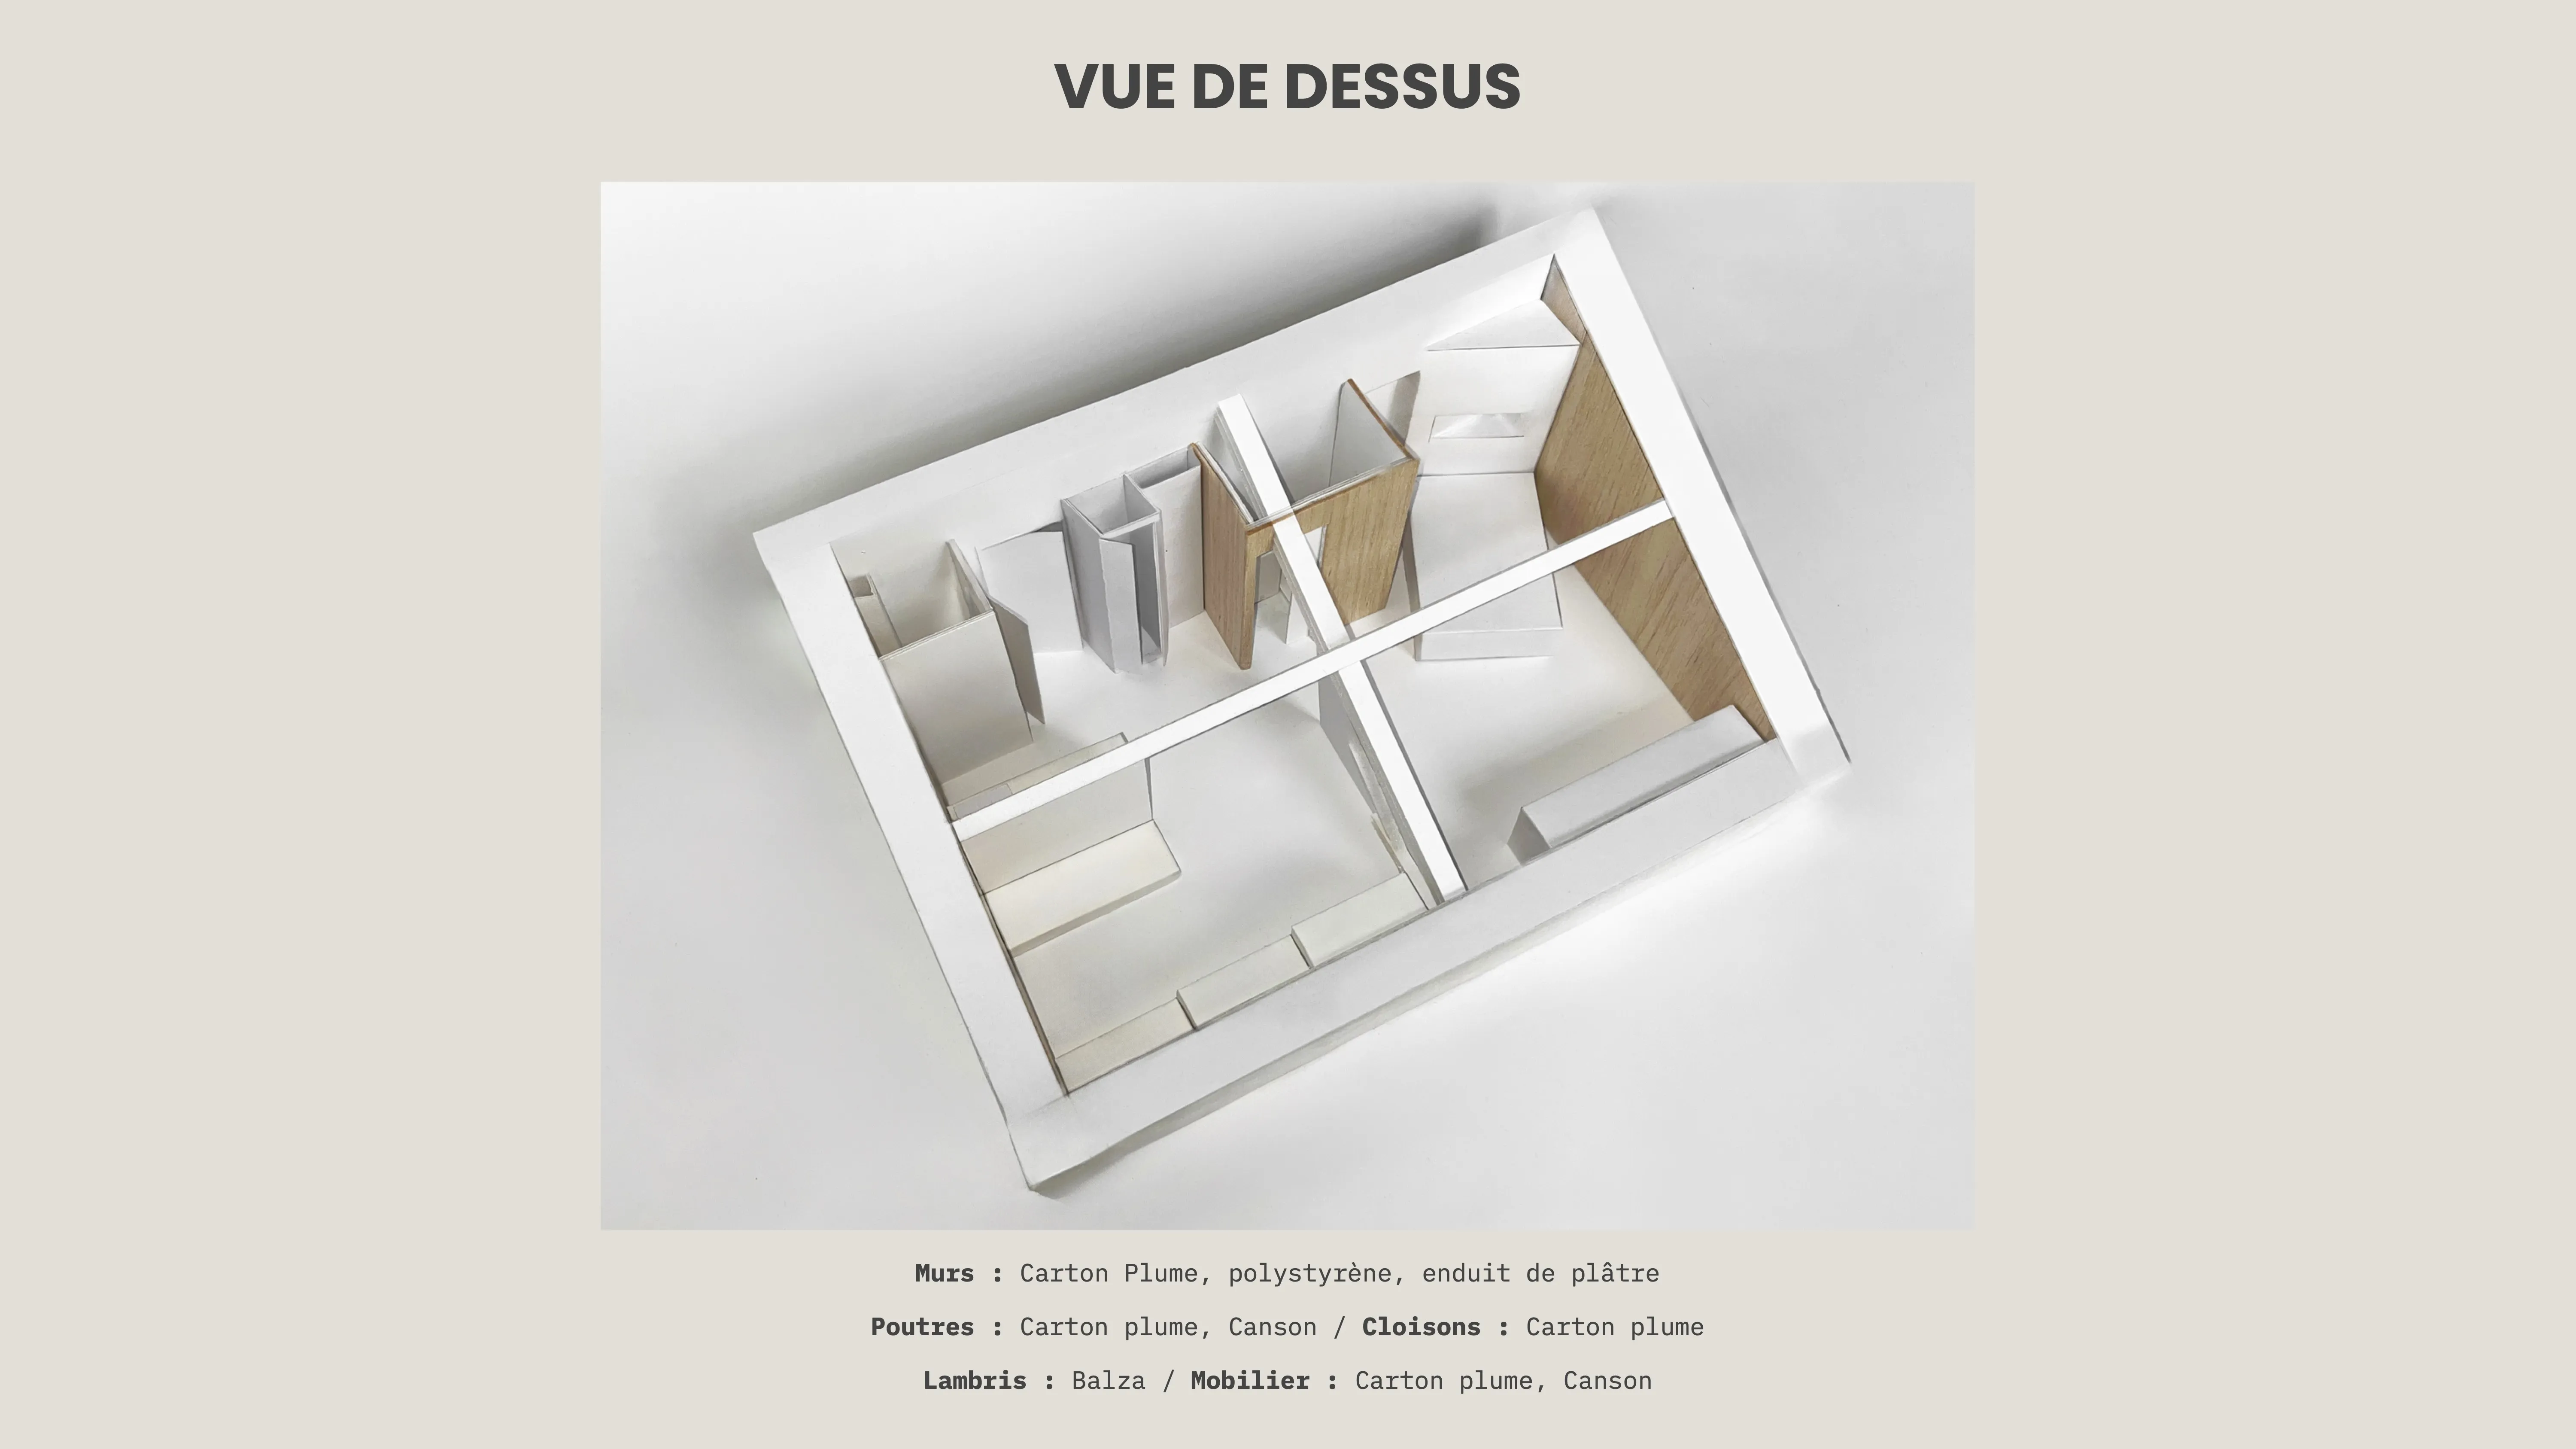 VUE DE DESSUS
Murs : Carton Plume, polystyrène, enduit de plâtre
Poutres : Carton plume, Canson / Cloisons : Carton plume
Lambris : Balza / Mobilier : Carton plume, Canson